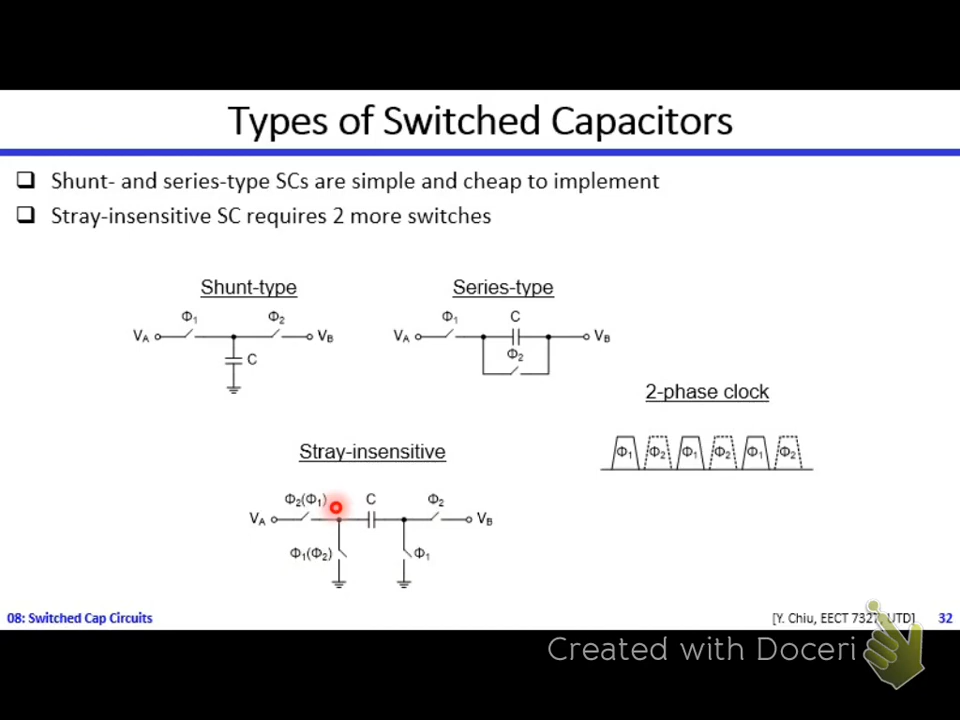 Types of Switched Capacitors
Shunt- and series-type SCs are simple and cheap to implement
Stray-insensitive SC requires 2 more switches
Shunt-type
Series-type
Φ1 Φ2 Φ1 C
VA VB VA VB
C Φ2
2-phase clock
Stray-insensitive
Φ1 Φ2 Φ1 Φ2 Φ1 Φ2
Φ2(Φ1) C Φ2
VA VB
Φ1(Φ2) Φ1
08: Switched Cap Circuits
[Y. Chiu, EECT 7327, UTD] 32
Created with Doceri